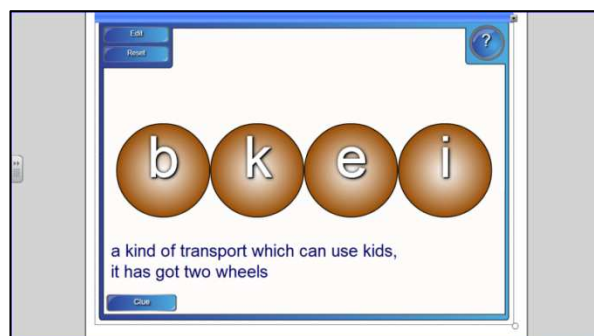 Edit
Reset
?
b k e i
a kind of transport which can use kids,
it has got two wheels
Clue